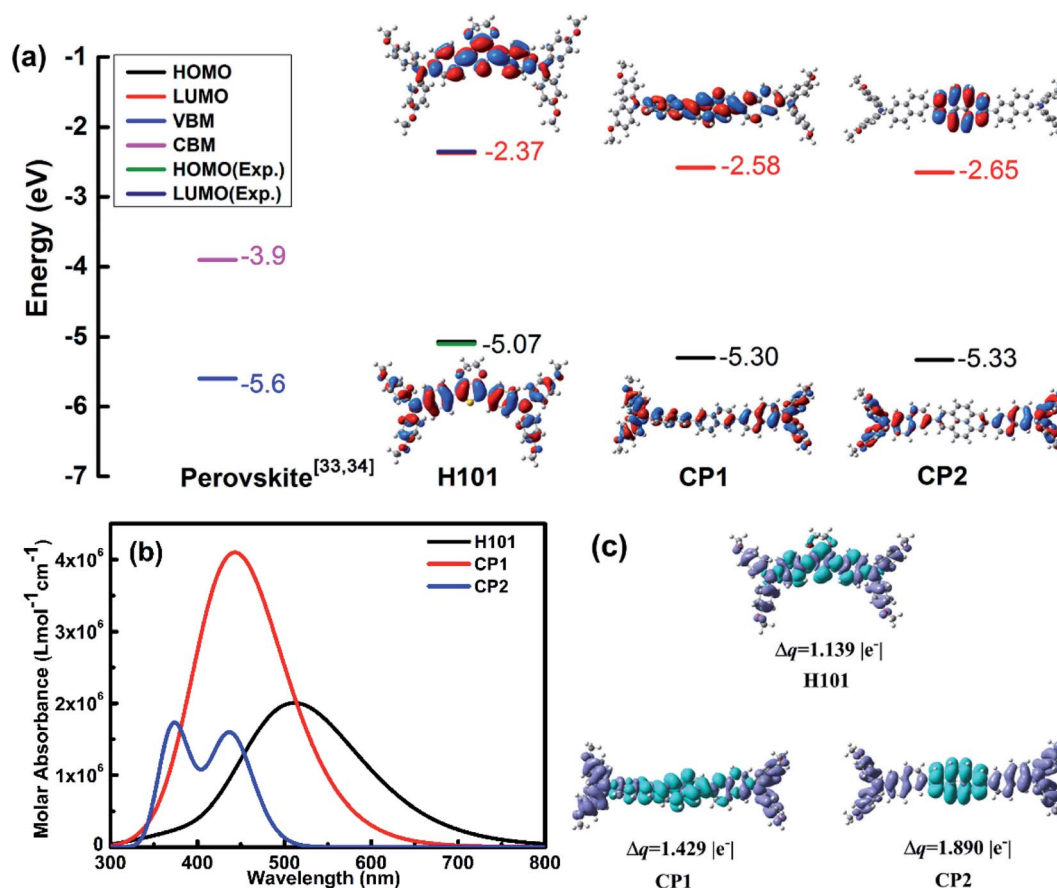 (a)
HOMO
LUMO
VBM
CBM
HOMO(Exp.)
LUMO(Exp.)
Energy (eV)
-1
-2
-3
-4
-5
-6
-7
-2.37
-2.58
-2.65
-3.9
-5.07
-5.30
-5.33
-5.6
Perovskite[33,34]
H101
CP1
CP2
(b)
H101
CP1
CP2
Molar Absorbance (Lmol⁻¹cm⁻¹)
4x10⁶
3x10⁶
2x10⁶
1x10⁶
0
300 400 500 600 700 800
Wavelength (nm)
(c)
Δq=1.139 |e⁻|
H101
Δq=1.429 |e⁻|
CP1
Δq=1.890 |e⁻|
CP2